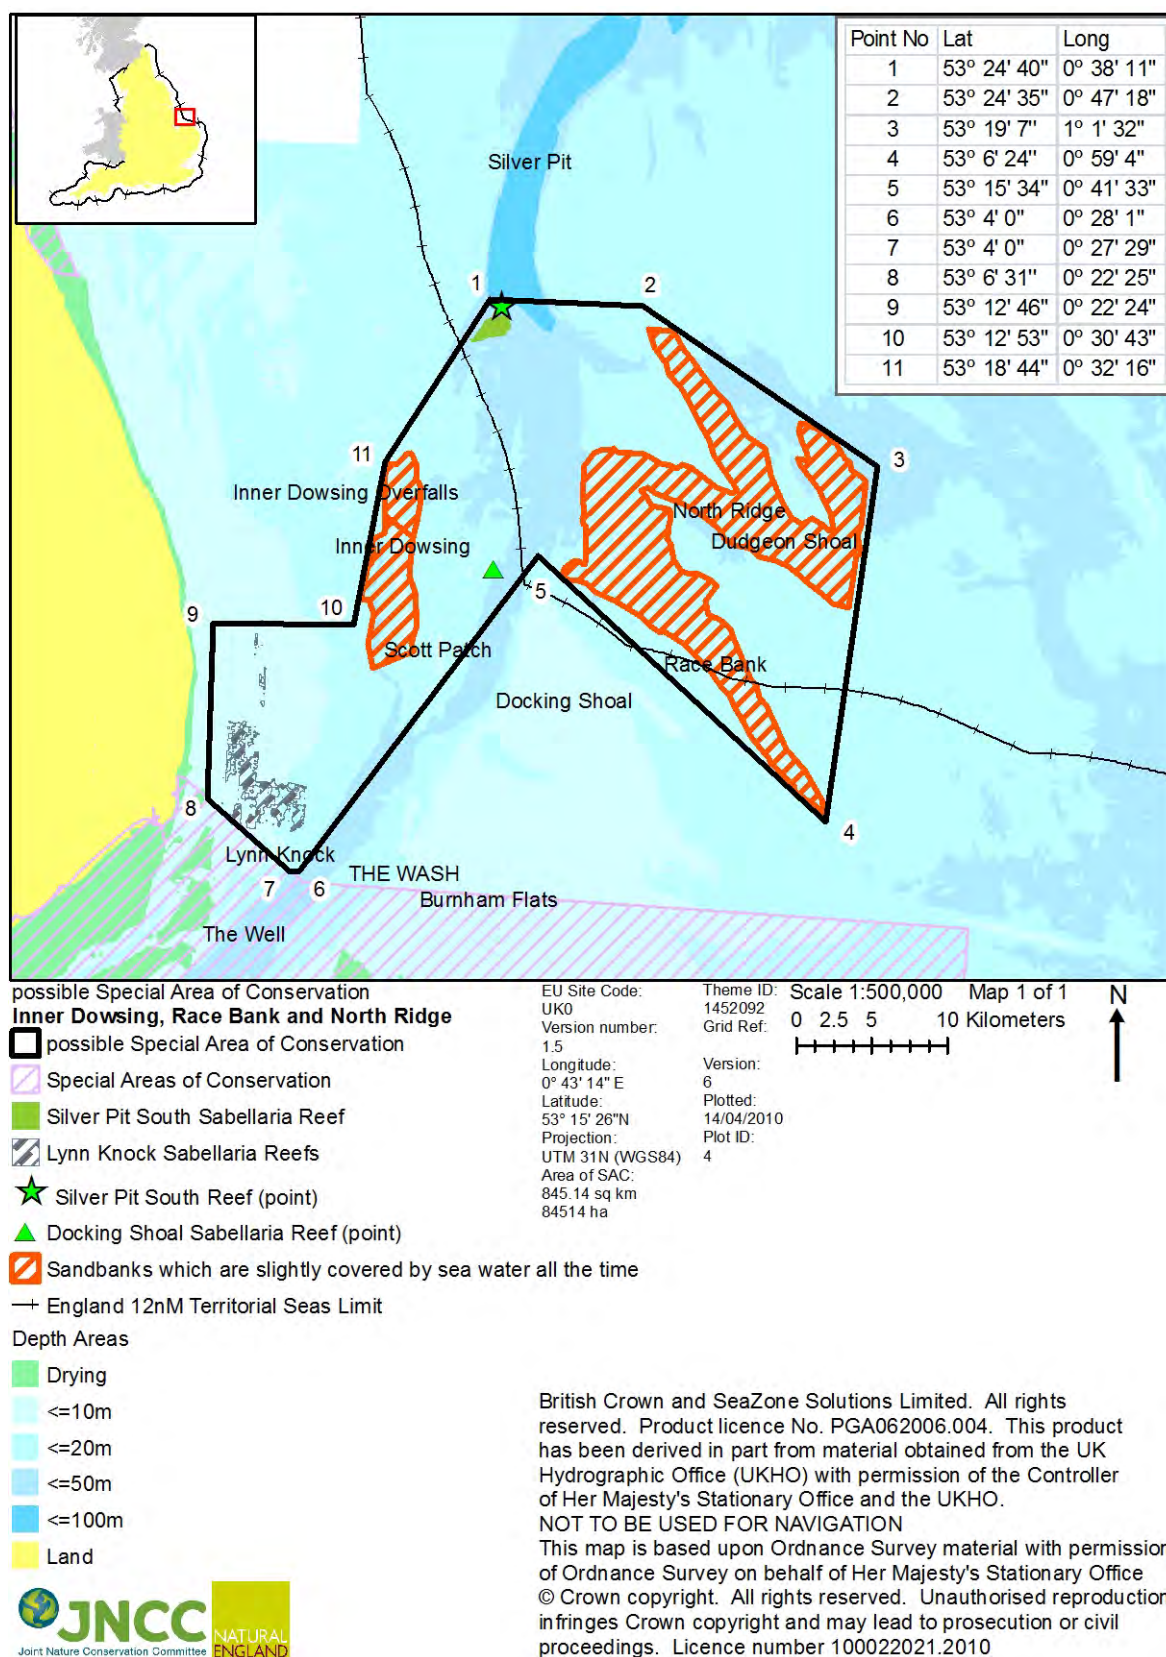 Point No Lat Long
1 53° 24' 40" 0° 38' 11"
2 53° 24' 35" 0° 47' 18"
3 53° 19' 7" 1° 1' 32"
4 53° 6' 24" 0° 59' 4"
5 53° 15' 34" 0° 41' 33"
6 53° 4' 0" 0° 28' 1"
7 53° 4' 0" 0° 27' 29"
8 53° 6' 31" 0° 22' 25"
9 53° 12' 46" 0° 22' 24"
10 53° 12' 53" 0° 30' 43"
11 53° 18' 44" 0° 32' 16"
Silver Pit
1
2
11
3
Inner Dowsing Overfalls
North Ridge
Inner Dowsing
Dudgeon Shoal
5
9
10
Scott Patch
Race Bank
Docking Shoal
8
4
Lynn Knock
7
6
THE WASH
Burnham Flats
The Well
possible Special Area of Conservation
Inner Dowsing, Race Bank and North Ridge
possible Special Area of Conservation
Special Areas of Conservation
Silver Pit South Sabellaria Reef
Lynn Knock Sabellaria Reefs
Silver Pit South Reef (point)
Docking Shoal Sabellaria Reef (point)
Sandbanks which are slightly covered by sea water all the time
England 12nM Territorial Seas Limit
Depth Areas
Drying
<=10m
<=20m
<=50m
<=100m
Land
EU Site Code:
UK0
Version number:
1.5
Longitude:
0° 43' 14" E
Latitude:
53° 15' 26"N
Projection:
UTM 31N (WGS84)
Area of SAC:
845.14 sq km
84514 ha
Theme ID:
1452092
Grid Ref:
Version:
6
Plotted:
14/04/2010
Plot ID:
4
Scale 1:500,000 Map 1 of 1
0 2.5 5 10 Kilometers
N
British Crown and SeaZone Solutions Limited. All rights
reserved. Product licence No. PGA062006.004. This product
has been derived in part from material obtained from the UK
Hydrographic Office (UKHO) with permission of the Controller
of Her Majesty's Stationary Office and the UKHO.
NOT TO BE USED FOR NAVIGATION
This map is based upon Ordnance Survey material with permission
of Ordnance Survey on behalf of Her Majesty's Stationary Office
© Crown copyright. All rights reserved. Unauthorised reproduction
infringes Crown copyright and may lead to prosecution or civil
proceedings. Licence number 100022021.2010
JNCC
Joint Nature Conservation Committee
NATURAL
ENGLAND